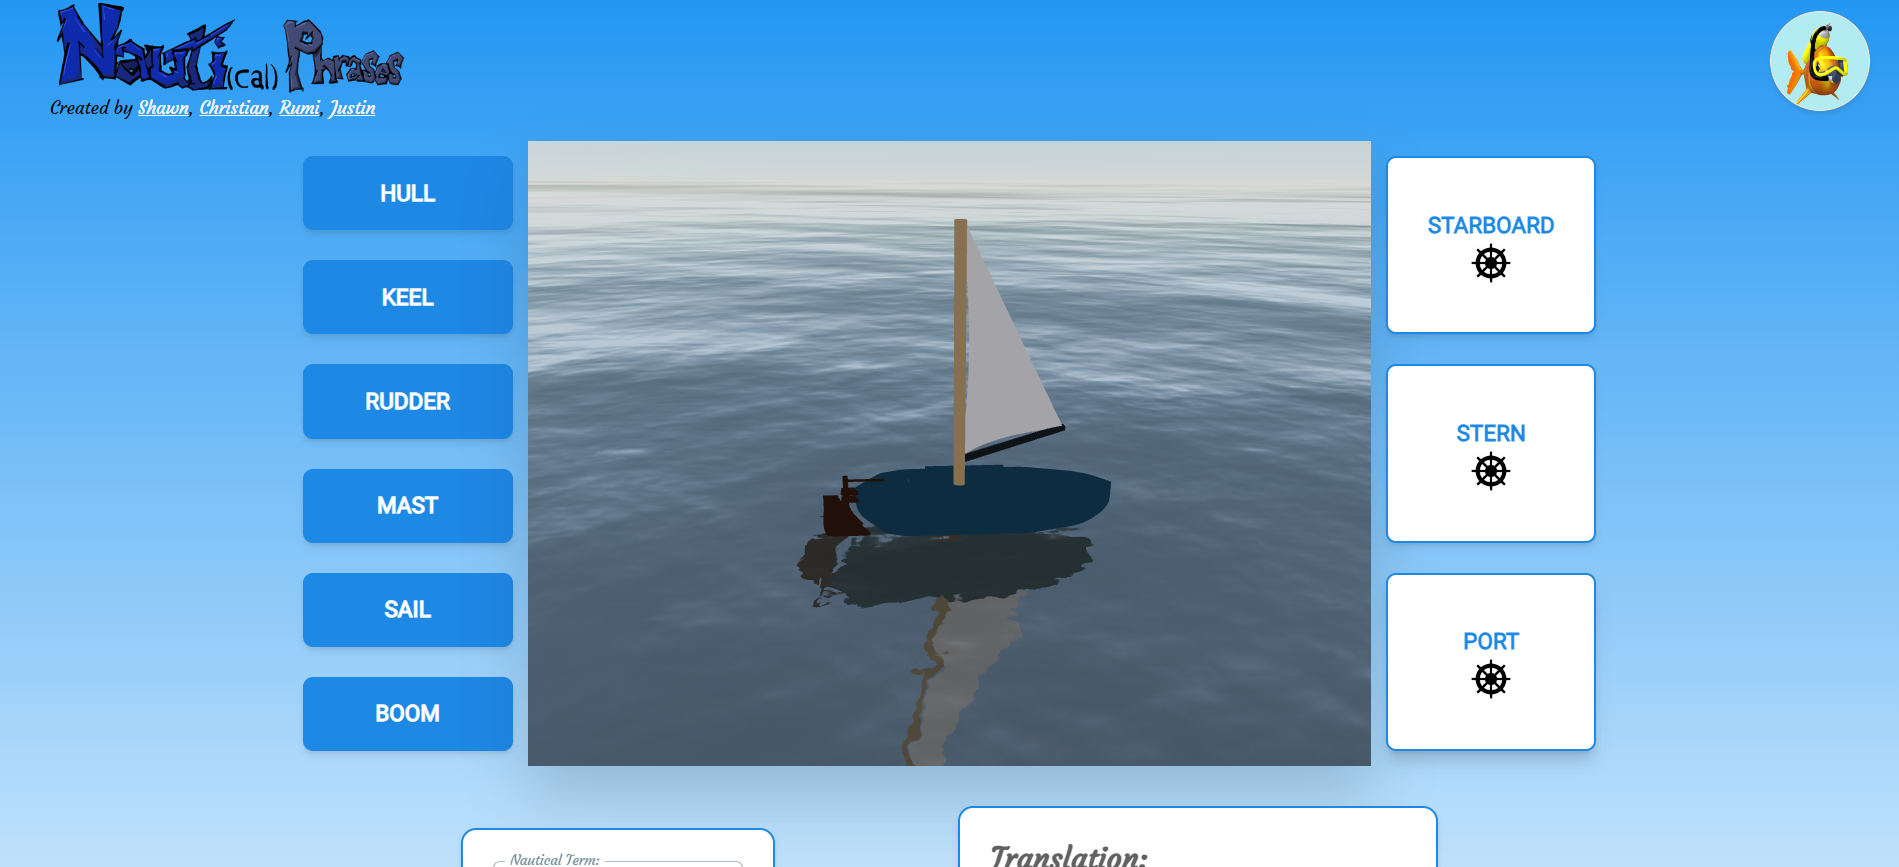 Nauti(cal) Phrases
Created by Shawn, Christian, Rumi, Justin
HULL
KEEL
RUDDER
MAST
SAIL
BOOM
STARBOARD
STERN
PORT
Nautical Term:
Translation: